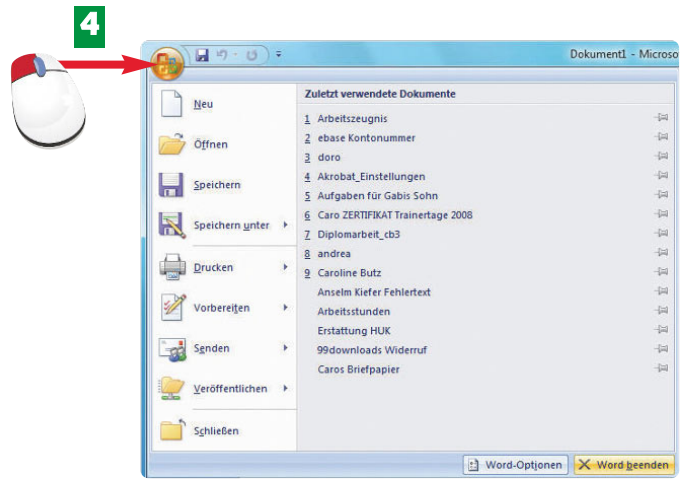 4
Dokument1 - Microso
Neu
Öffnen
Speichern
Speichern unter
Drucken
Vorbereiten
Senden
Veröffentlichen
Schließen
Zuletzt verwendete Dokumente
1 Arbeitszeugnis
2 ebase Kontonummer
3 doro
4 Akrobat_Einstellungen
5 Aufgaben für Gabis Sohn
6 Caro ZERTIFIKAT Trainertage 2008
7 Diplomarbeit_cb3
8 andrea
9 Caroline Butz
Anselm Kiefer Fehlertext
Arbeitsstunden
Erstattung HUK
99downloads Widerruf
Caros Briefpapier
Word-Optionen
Word beenden